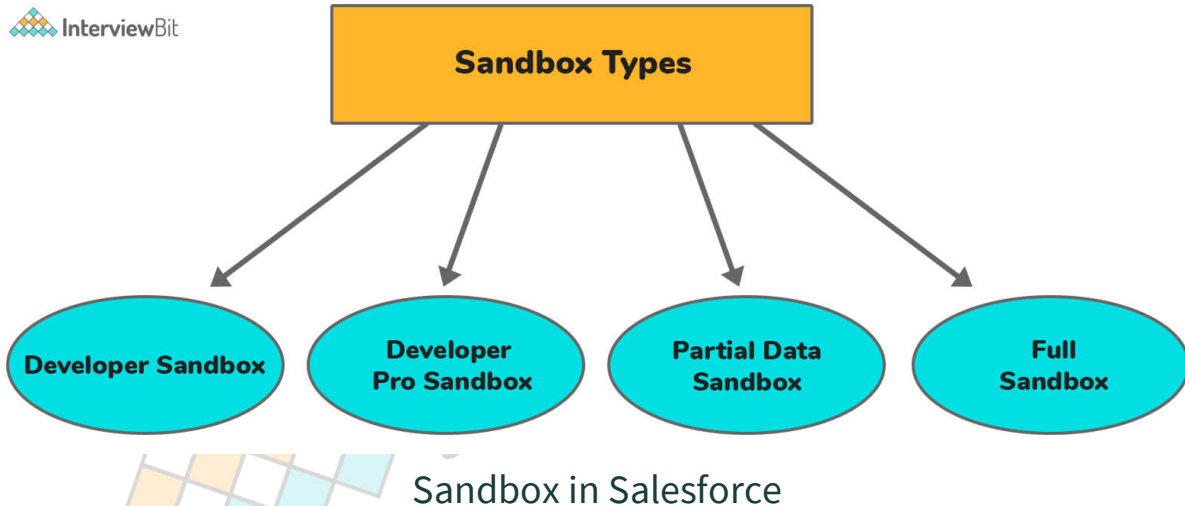 InterviewBit
Sandbox Types
Developer Sandbox
Developer
Pro Sandbox
Partial Data
Sandbox
Full
Sandbox
Sandbox in Salesforce